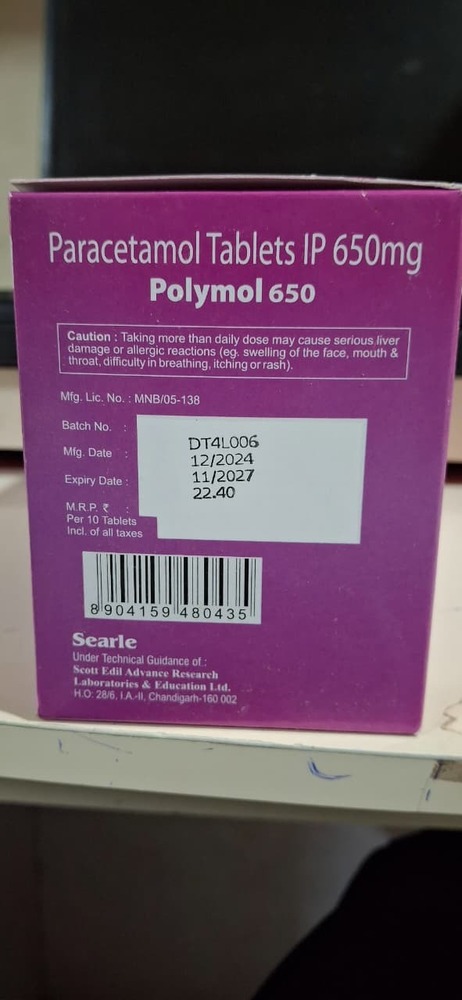 Paracetamol Tablets IP 650mg
Polymol 650
Caution : Taking more than daily dose may cause serious liver
damage or allergic reactions (eg. swelling of the face, mouth &
throat, difficulty in breathing, itching or rash).
Mfg. Lic. No. : MNB/05-138
Batch No. : DT4L006
Mfg. Date : 12/2024
Expiry Date : 11/2027
M.R.P. ₹ : 22.40
Per 10 Tablets
Incl. of all taxes
8 904159 480435
Searle
Under Technical Guidance of :
Scott Edil Advance Research
Laboratories & Education Ltd.
H.O: 28/6, I.A.-II, Chandigarh-160 002